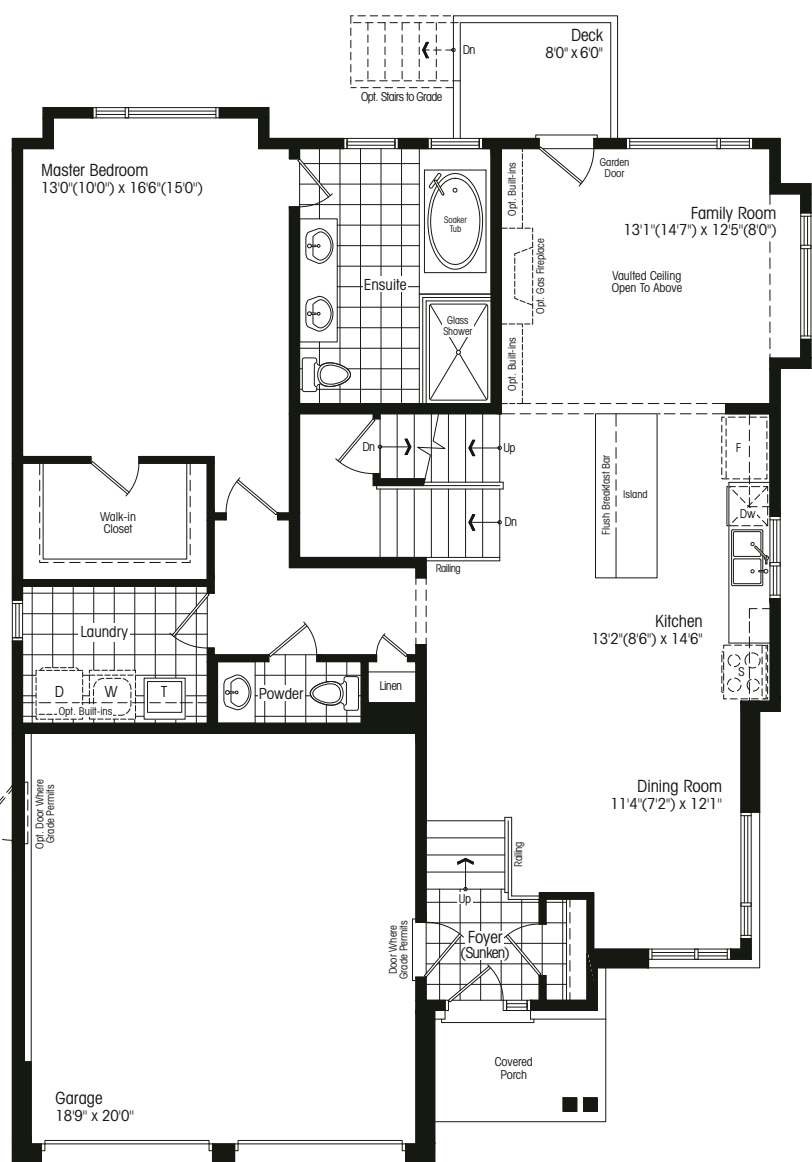 Deck
8'0" x 6'0"
Dn
Opt. Stairs to Grade
Master Bedroom
13'0"(10'0") x 16'6"(15'0")
Soaker
Tub
Ensuite
Glass
Shower
Opt. Built-ins
Opt. Gas Fireplace
Opt. Built-ins
Garden
Door
Family Room
13'1"(14'7") x 12'5"(8'0")
Vaulted Ceiling
Open To Above
Dn
Up
Dn
Railing
Flush Breakfast Bar
Island
F
Dw
Walk-in
Closet
Laundry
D
W
T
Opt. Built-ins
Powder
Linen
Kitchen
13'2"(8'6") x 14'6"
S
Dining Room
11'4"(7'2") x 12'1"
Opt. Door Where
Grade Permits
Railing
Up
Door Where
Grade Permits
Foyer
(Sunken)
Covered
Porch
Garage
18'9" x 20'0"